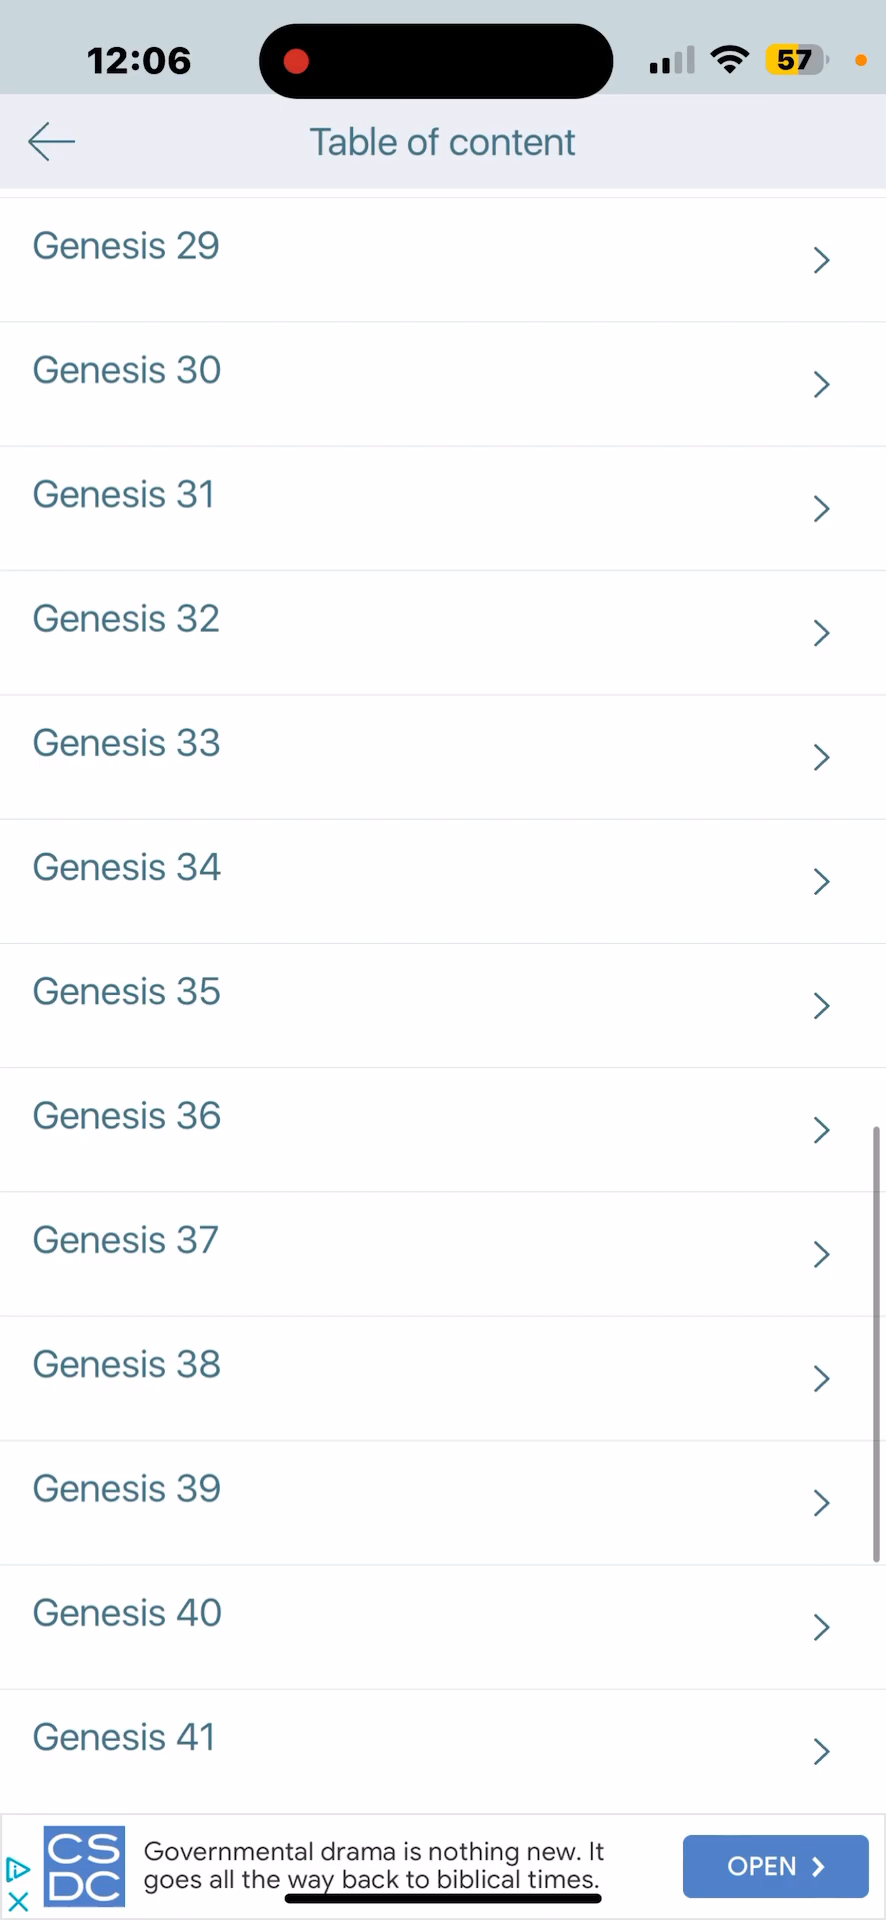 12:06
57
Table of content
Genesis 29
Genesis 30
Genesis 31
Genesis 32
Genesis 33
Genesis 34
Genesis 35
Genesis 36
Genesis 37
Genesis 38
Genesis 39
Genesis 40
Genesis 41
CS
DC
Governmental drama is nothing new. It
goes all the way back to biblical times.
OPEN